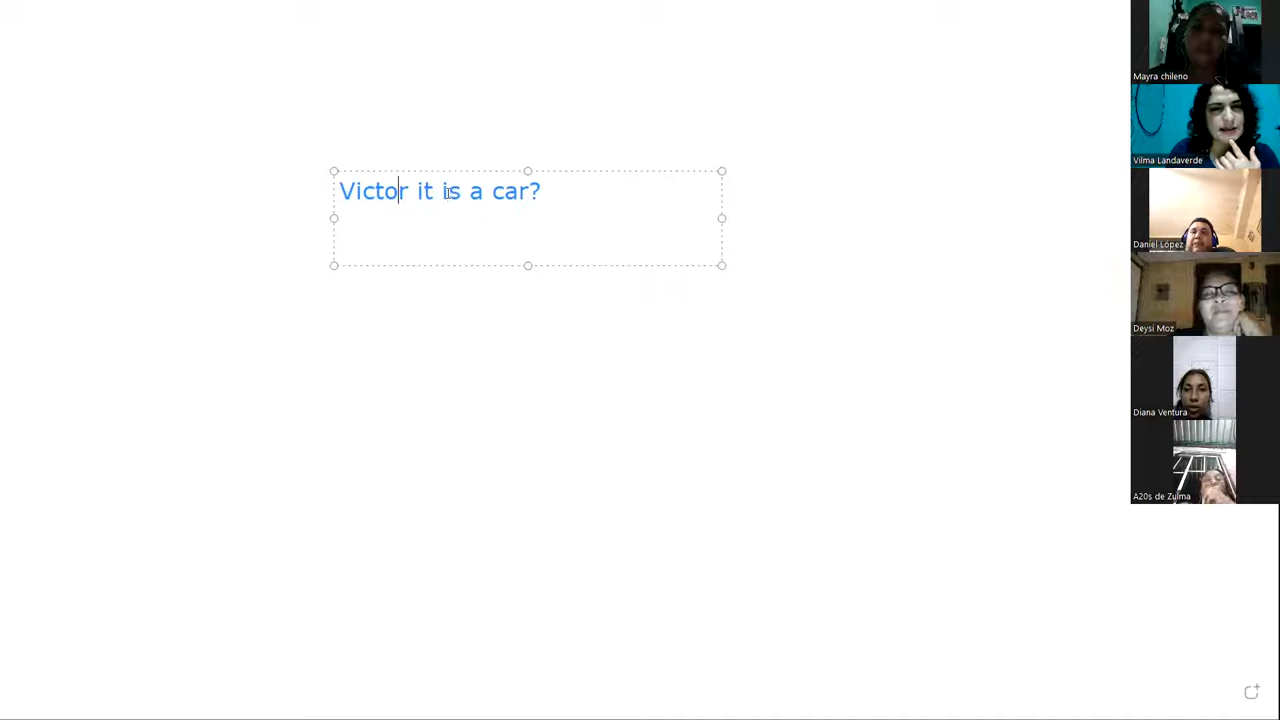 Victor it is a car?
Mayra chileno
Vilma Landaverde
Daniel López
Deysi Moz
Diana Ventura
A20s de Zulma